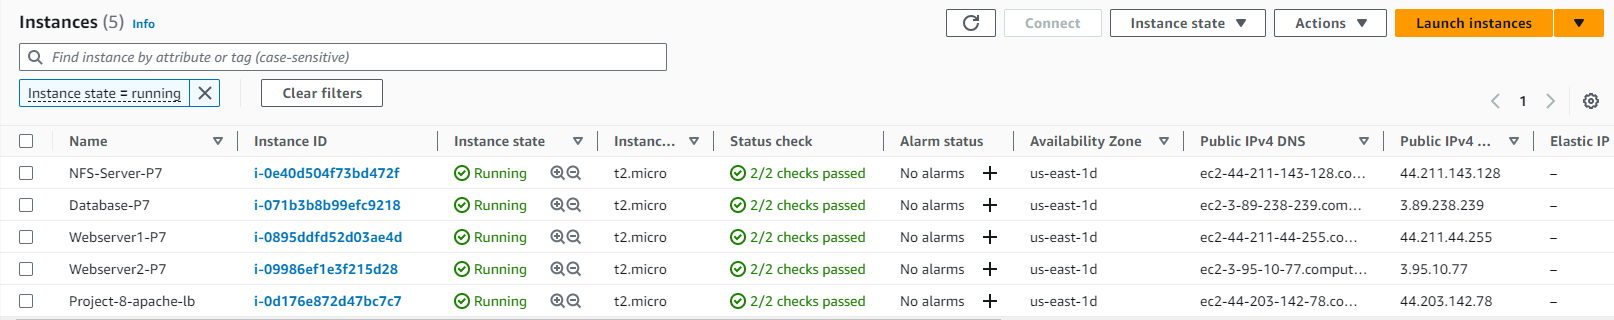 Instances (5) Info
Connect Instance state Actions Launch instances
Find instance by attribute or tag (case-sensitive)
Instance state = running Clear filters
1
Name Instance ID Instance state Instanc... Status check Alarm status Availability Zone Public IPv4 DNS Public IPv4 ... Elastic IP
NFS-Server-P7 i-0e40d504f73bd472f Running t2.micro 2/2 checks passed No alarms us-east-1d ec2-44-211-143-128.co... 44.211.143.128 –
Database-P7 i-071b3b8b99efc9218 Running t2.micro 2/2 checks passed No alarms us-east-1d ec2-3-89-238-239.com... 3.89.238.239 –
Webserver1-P7 i-0895ddfd52d03ae4d Running t2.micro 2/2 checks passed No alarms us-east-1d ec2-44-211-44-255.co... 44.211.44.255 –
Webserver2-P7 i-09986ef1e3f215d28 Running t2.micro 2/2 checks passed No alarms us-east-1d ec2-3-95-10-77.comput... 3.95.10.77 –
Project-8-apache-lb i-0d176e872d47bc7c7 Running t2.micro 2/2 checks passed No alarms us-east-1d ec2-44-203-142-78.co... 44.203.142.78 –